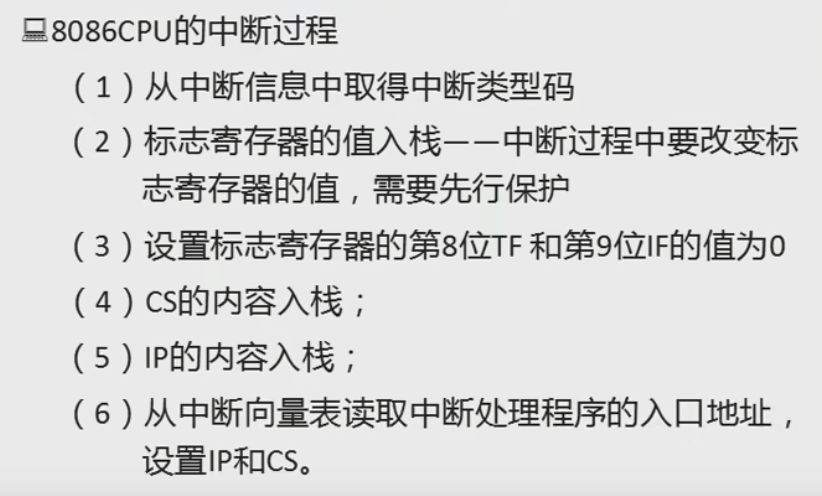 8086CPU的中断过程
（1）从中断信息中取得中断类型码
（2）标志寄存器的值入栈——中断过程中要改变标
志寄存器的值，需要先行保护
（3）设置标志寄存器的第8位TF 和第9位IF的值为0
（4）CS的内容入栈；
（5）IP的内容入栈；
（6）从中断向量表读取中断处理程序的入口地址，
设置IP和CS。